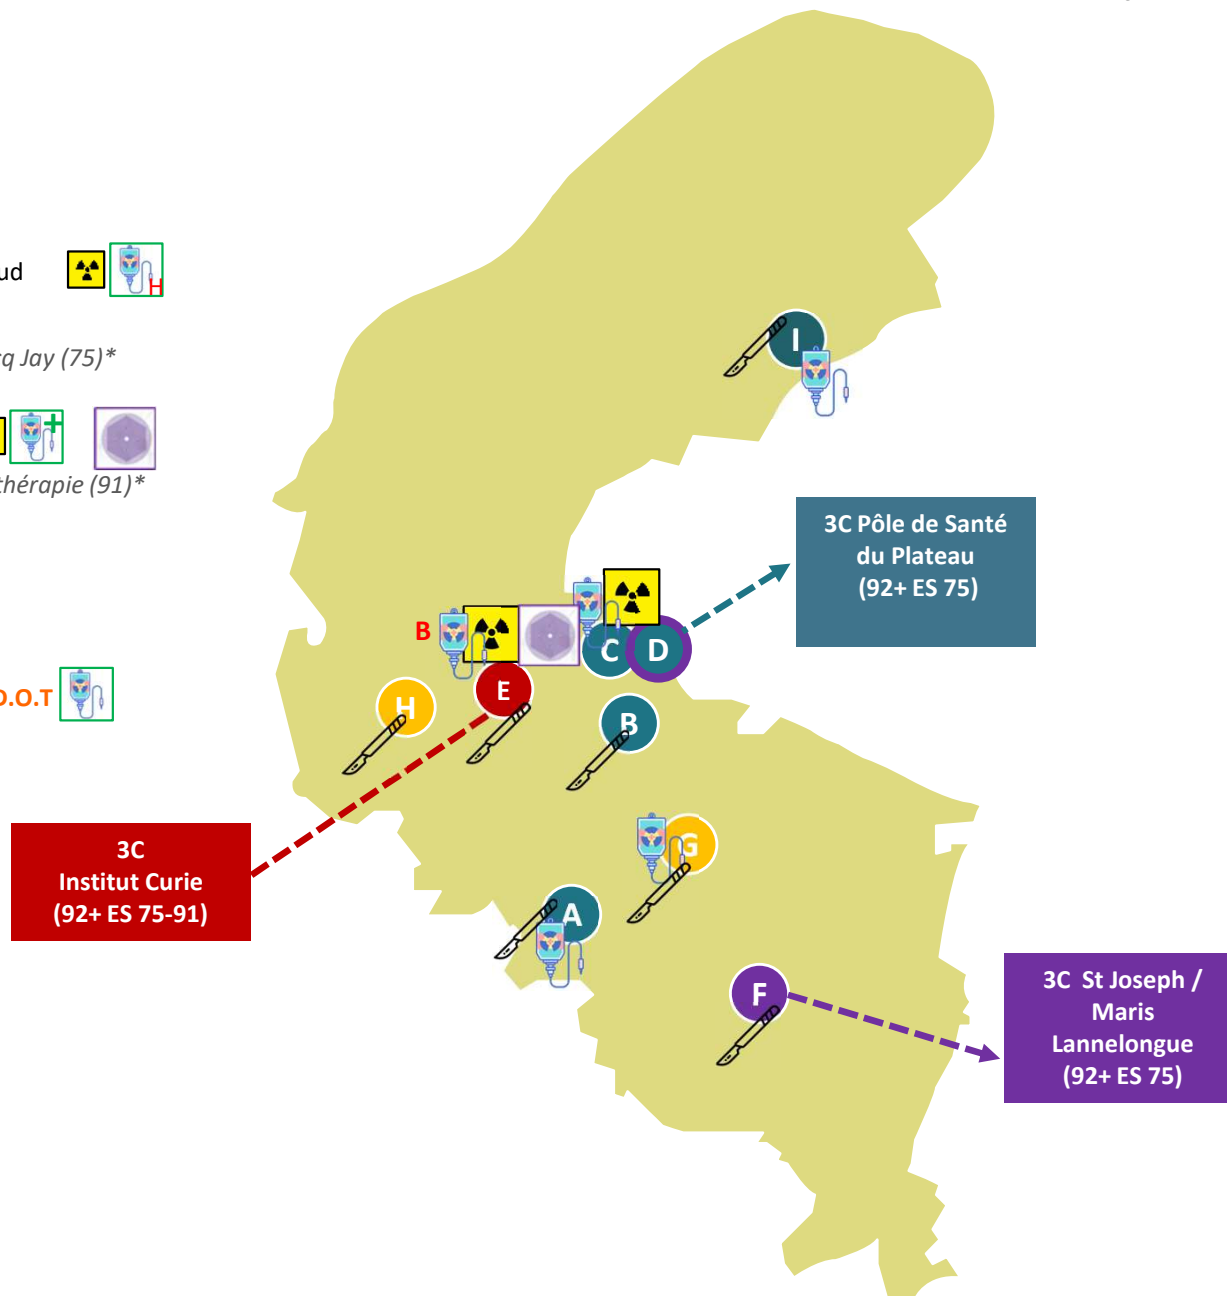 ud
H
cq Jay (75)*
+
thérapie (91)*
D.O.T
I
3C Pôle de Santé
du Plateau
(92+ ES 75)
B
C
D
E
H
B
3C
Institut Curie
(92+ ES 75-91)
G
A
F
3C St Joseph /
Maris
Lannelongue
(92+ ES 75)